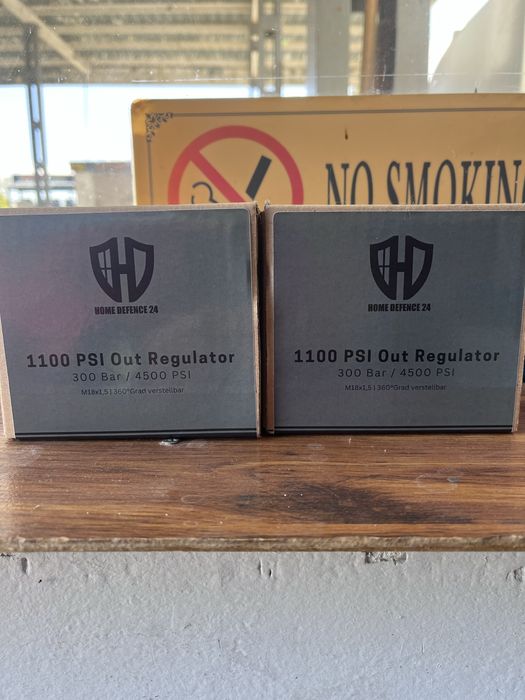 NO SMOKING
HOME DEFENCE 24
1100 PSI Out Regulator
300 Bar / 4500 PSI
M18x1,5 | 360°Grad verstellbar
HOME DEFENCE 24
1100 PSI Out Regulator
300 Bar / 4500 PSI
M18x1,5 | 360°Grad verstellbar